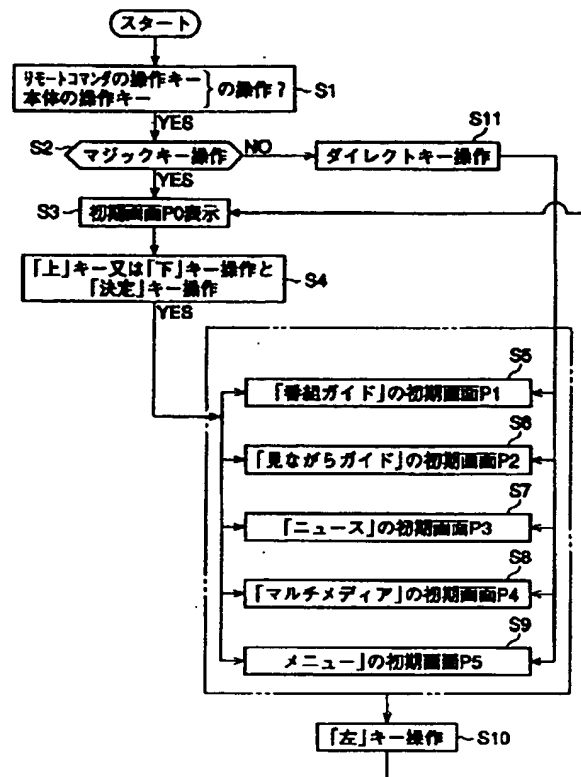 スタート
リモートコマンダの操作キー
本体の操作キー
}の操作?
S1
YES
S2
マジックキー操作
NO
S11
ダイレクトキー操作
YES
S3
初期画面P0表示
「上」キー又は「下」キー操作と
「決定」キー操作
S4
YES
S5
「番組ガイド」の初期画面P1
S6
「見ながらガイド」の初期画面P2
S7
「ニュース」の初期画面P3
S8
「マルチメディア」の初期画面P4
S9
メニュー」の初期画面P5
「左」キー操作
S10